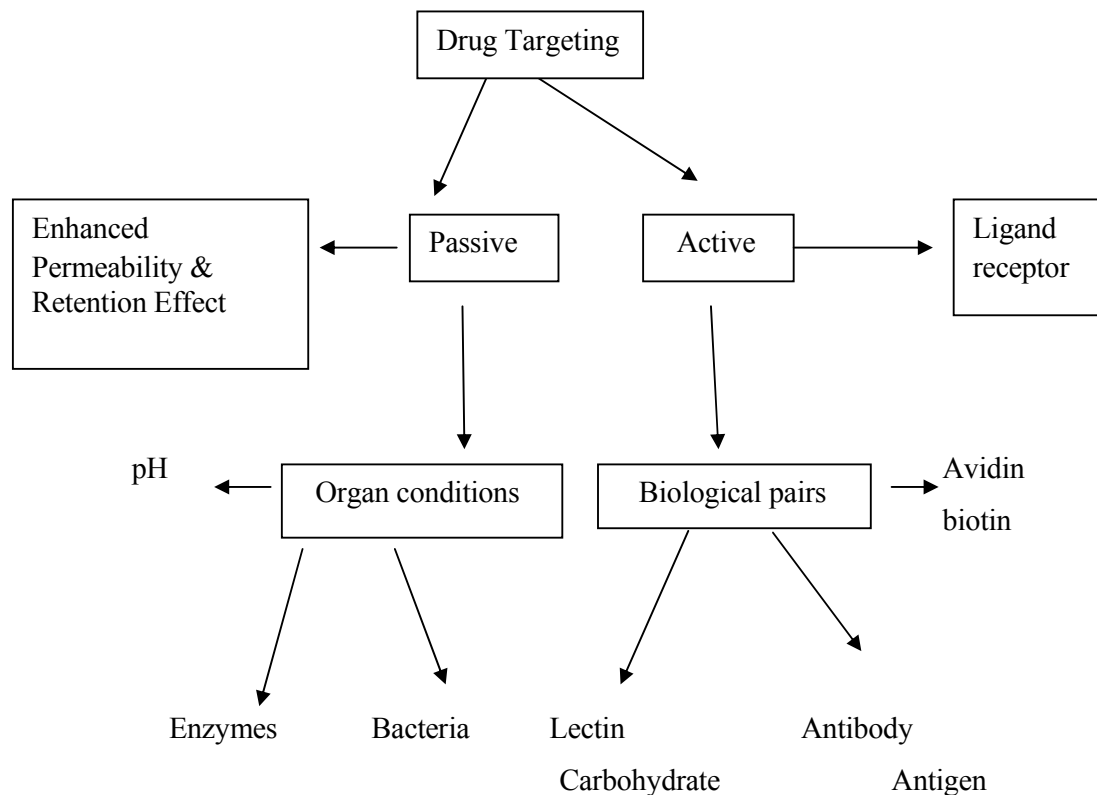 Drug Targeting
Enhanced
Permeability &
Retention Effect
Passive
Active
Ligand
receptor
pH
Organ conditions
Biological pairs
Avidin
biotin
Enzymes
Bacteria
Lectin
Carbohydrate
Antibody
Antigen